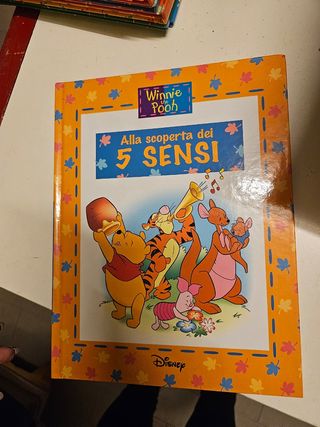 Winnie
the
Pooh
Alla scoperta dei
5 SENSI
Disney